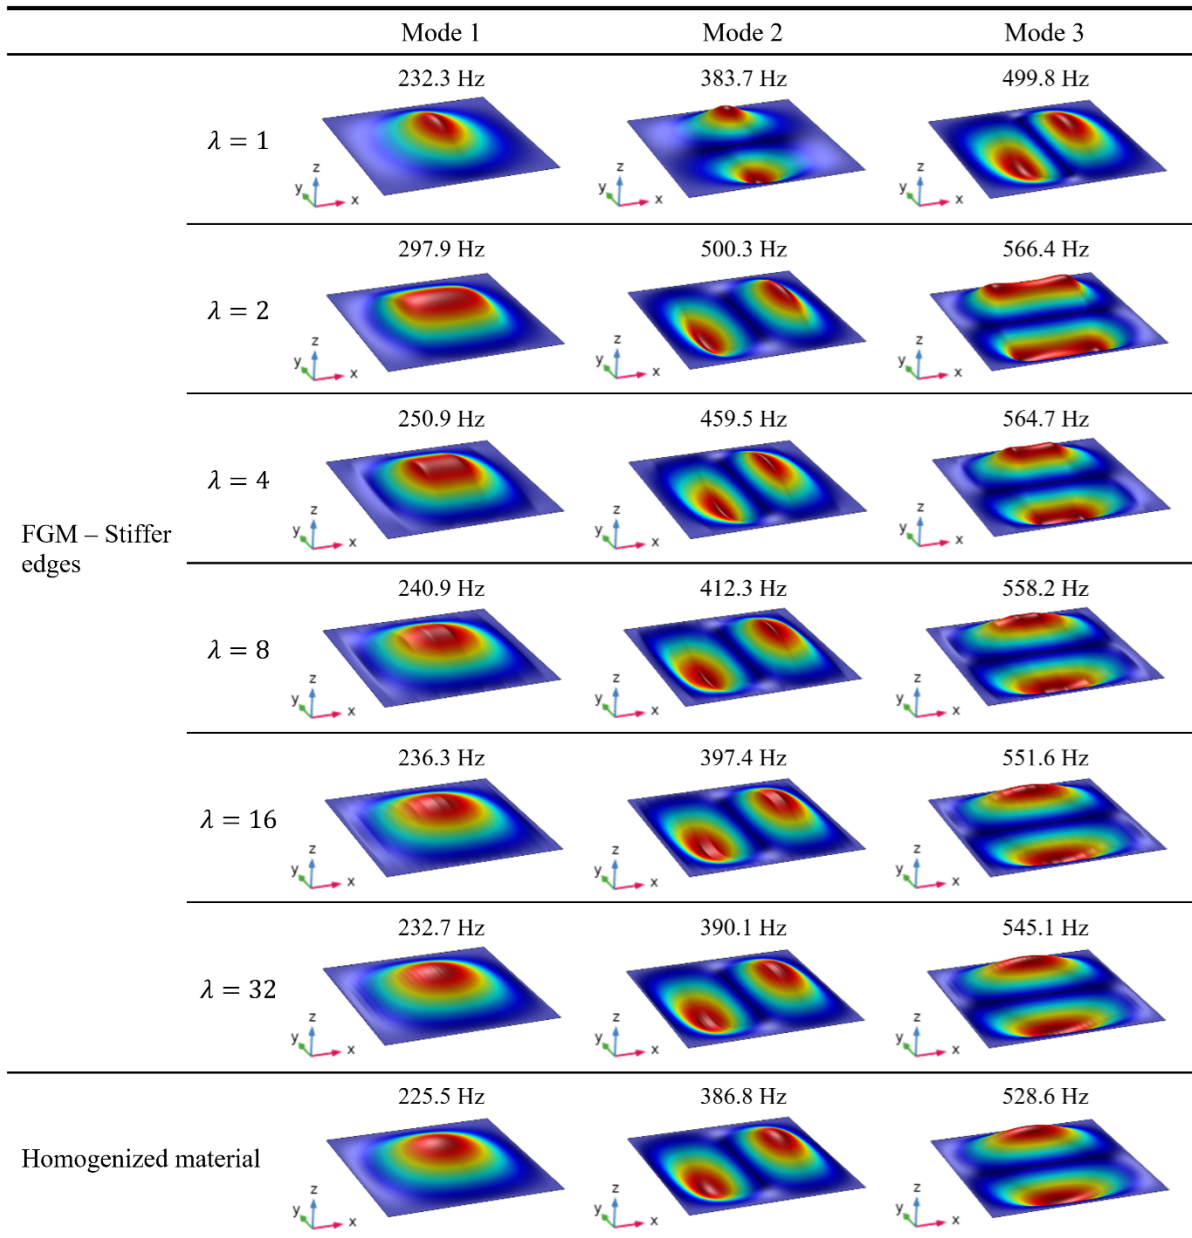 Mode 1 Mode 2 Mode 3
232.3 Hz 383.7 Hz 499.8 Hz
λ = 1
z y x z y x z y x
297.9 Hz 500.3 Hz 566.4 Hz
λ = 2
z y x z y x z y x
250.9 Hz 459.5 Hz 564.7 Hz
λ = 4
z y x z y x z y x
FGM – Stiffer
edges
240.9 Hz 412.3 Hz 558.2 Hz
λ = 8
z y x z y x z y x
236.3 Hz 397.4 Hz 551.6 Hz
λ = 16
z y x z y x z y x
232.7 Hz 390.1 Hz 545.1 Hz
λ = 32
z y x z y x z y x
225.5 Hz 386.8 Hz 528.6 Hz
Homogenized material
z y x z y x z y x